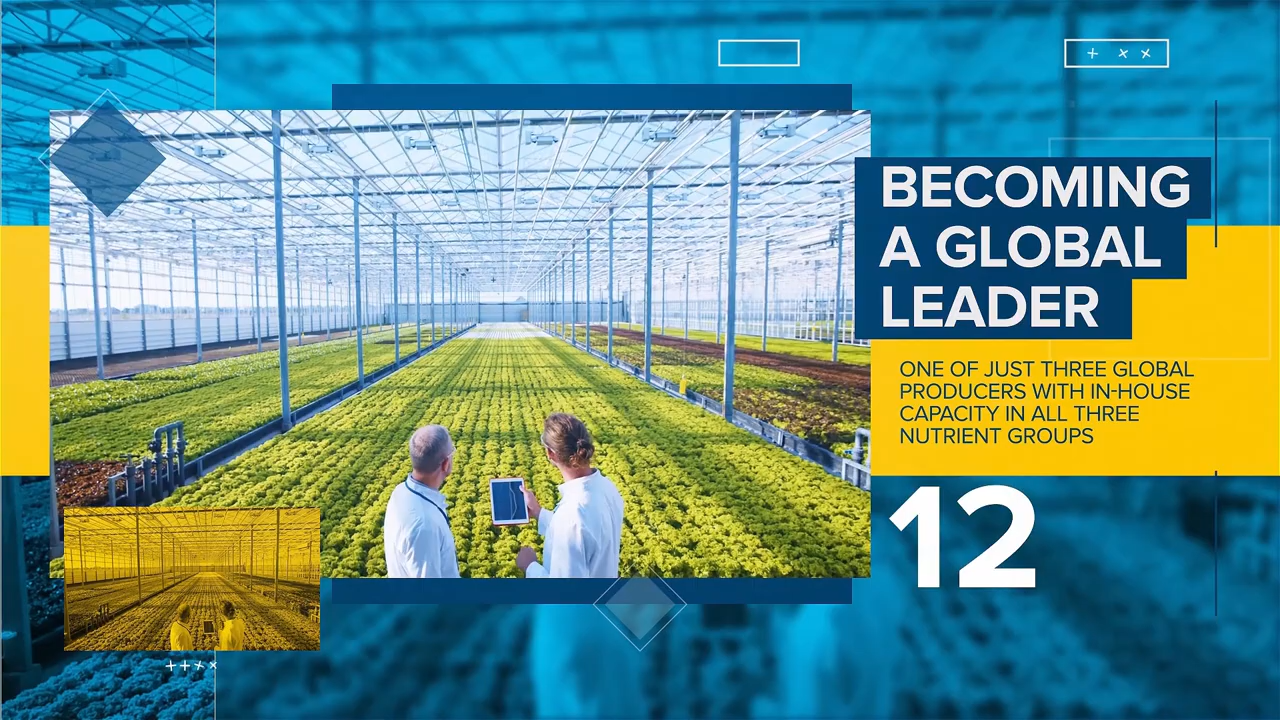 BECOMING
A GLOBAL
LEADER
ONE OF JUST THREE GLOBAL
PRODUCERS WITH IN-HOUSE
CAPACITY IN ALL THREE
NUTRIENT GROUPS
12